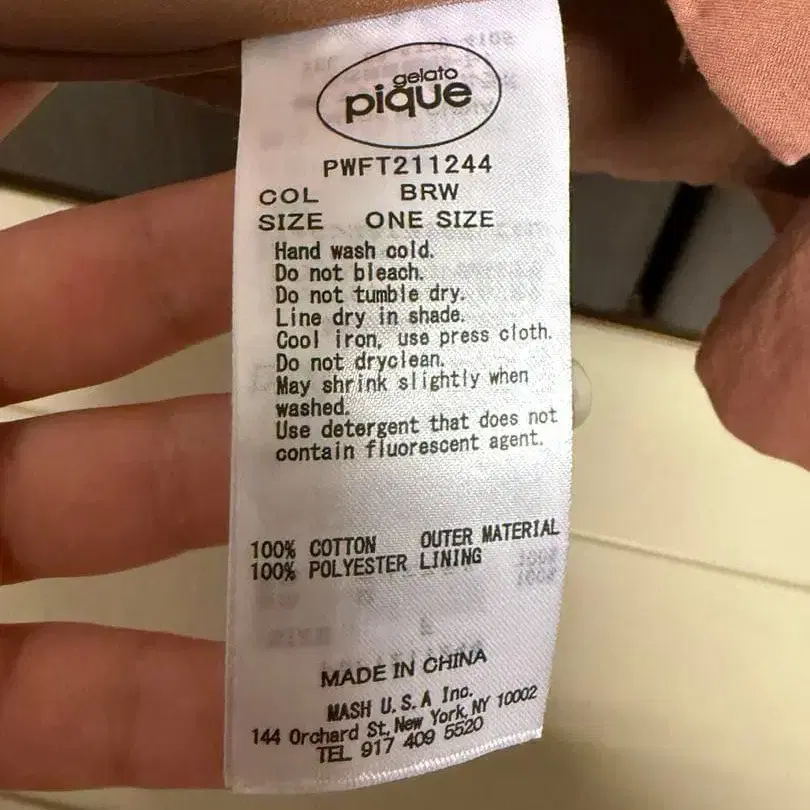 gelato
pique
PWFT211244
COL BRW
SIZE ONE SIZE
Hand wash cold.
Do not bleach.
Do not tumble dry.
Line dry in shade.
Cool iron, use press cloth.
Do not dryclean.
May shrink slightly when
washed.
Use detergent that does not
contain fluorescent agent.
100% COTTON OUTER MATERIAL
100% POLYESTER LINING
MADE IN CHINA
MASH U.S.A Inc.
144 Orchard St, New York, NY 10002
TEL 917 409 5520